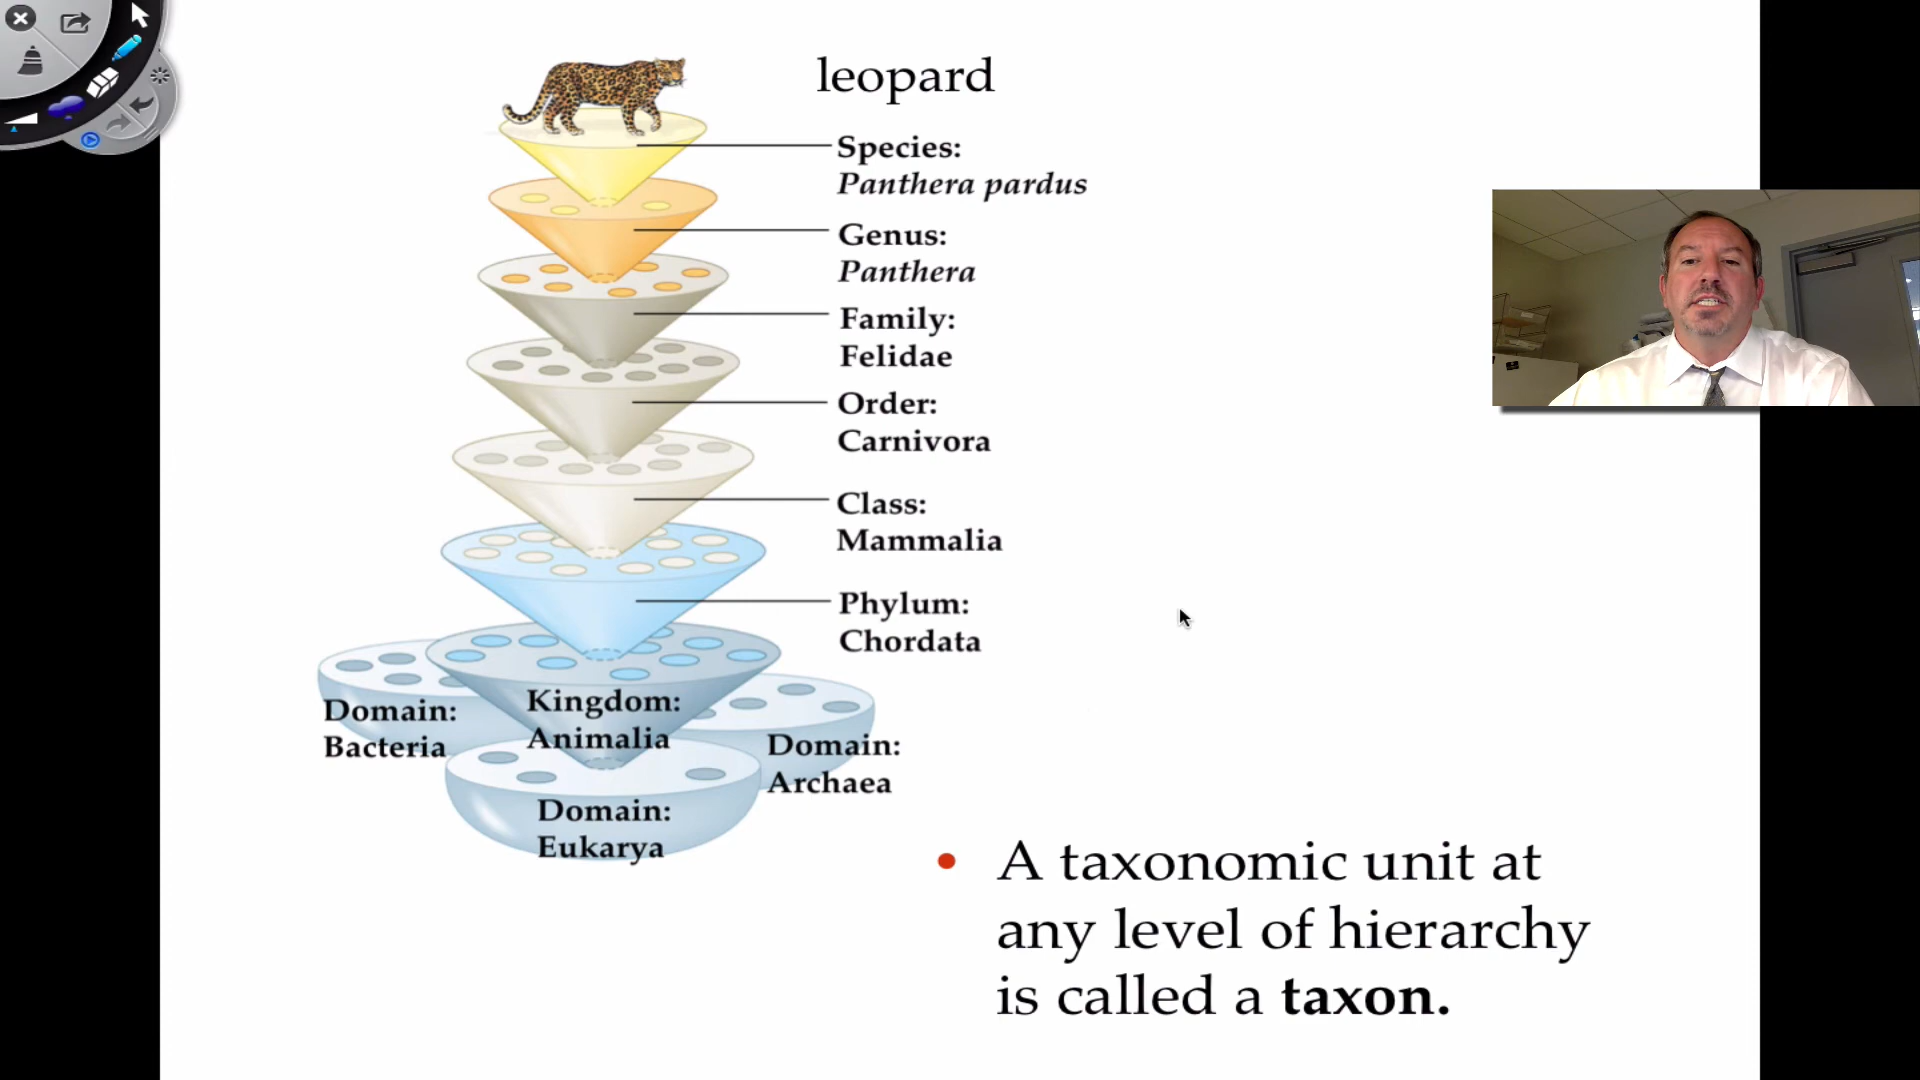 leopard
Species:
Panthera pardus
Genus:
Panthera
Family:
Felidae
Order:
Carnivora
Class:
Mammalia
Phylum:
Chordata
Kingdom:
Animalia
Domain:
Bacteria
Domain:
Archaea
Domain:
Eukarya
• A taxonomic unit at
any level of hierarchy
is called a taxon.